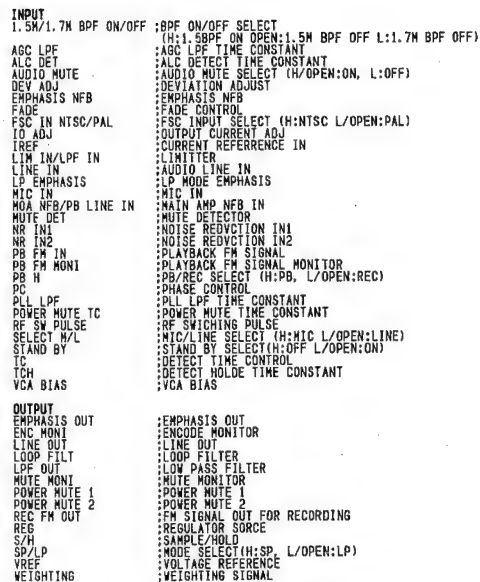 INPUT
1.5M/1.7M BPF ON/OFF ;BPF ON/OFF SELECT
(H:1.5BPF ON OPEN:1.5M BPF OFF L:1.7M BPF OFF)
AGC LPF ;AGC LPF TIME CONSTANT
ALC DET ;ALC DETECT TIME CONSTANT
AUDIO MUTE ;AUDIO MUTE SELECT (H/OPEN:ON, L:OFF)
DEV ADJ ;DEVIATION ADJUST
EMPHASIS NFB ;EMPHASIS NFB
FADE ;FADE CONTROL
FSC IN NTSC/PAL ;FSC INPUT SELECT (H:NTSC L/OPEN:PAL)
IO ADJ ;OUTPUT CURRENT ADJ
IREF ;CURRENT REFERRENCE IN
LIM IN/LPF IN ;LIMITTER
LINE IN ;AUDIO LINE IN
LP EMPHASIS ;LP MODE EMPHASIS
MIC IN ;MIC IN
MOA NFB/PB LINE IN ;MAIN AMP NFB IN
MUTE DET ;MUTE DETECTOR
NR IN1 ;NOISE REDVCTION IN1
NR IN2 ;NOISE REDVCTION IN2
PB FM IN ;PLAYBACK FM SIGNAL
PB FM MONI ;PLAYBACK FM SIGNAL MONITOR
PB H ;PB/REC SELECT (H:PB, L/OPEN:REC)
PC ;PHASE CONTROL
PLL LPF ;PLL LPF TIME CONSTANT
POWER MUTE TC ;POWER MUTE TIME CONSTANT
RF SW PULSE ;RF SWICHING PULSE
SELECT M/L ;MIC/LINE SELECT (H:MIC L/OPEN:LINE)
STAND BY ;STAND BY SELECT(H:OFF L/OPEN:ON)
TC ;DETECT TIME CONTROL
TCH ;DETECT HOLDE TIME CONSTANT
VCA BIAS ;VCA BIAS
OUTPUT
EMPHASIS OUT ;EMPHASIS OUT
ENC MONI ;ENCODE MONITOR
LINE OUT ;LINE OUT
LOOP FILT ;LOOP FILTER
LPF OUT ;LOW PASS FILTER
MUTE MONI ;MUTE MONITOR
POWER MUTE 1 ;POWER MUTE 1
POWER MUTE 2 ;POWER MUTE 2
REC FM OUT ;FM SIGNAL OUT FOR RECORDING
REG ;REGULATOR SORCE
S/H ;SAMPLE/HOLD
SP/LP ;MODE SELECT(H:SP, L/OPEN:LP)
VREF ;VOLTAGE REFERENCE
WEIGHTING ;WEIGHTING SIGNAL